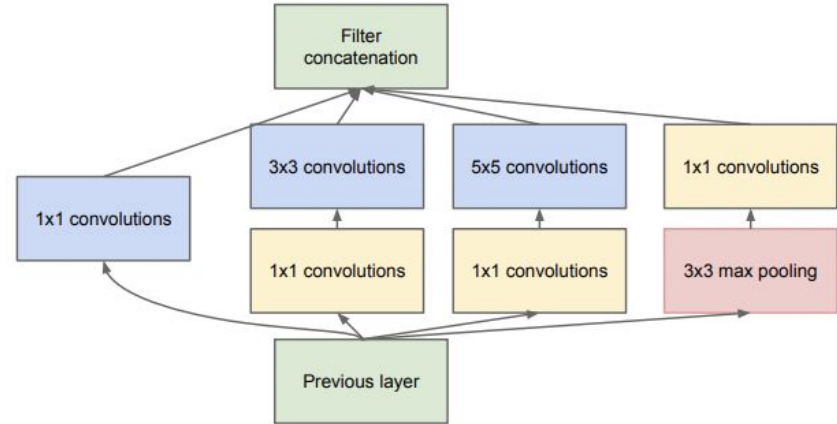 Filter
concatenation
3x3 convolutions
5x5 convolutions
1x1 convolutions
1x1 convolutions
1x1 convolutions
1x1 convolutions
3x3 max pooling
Previous layer